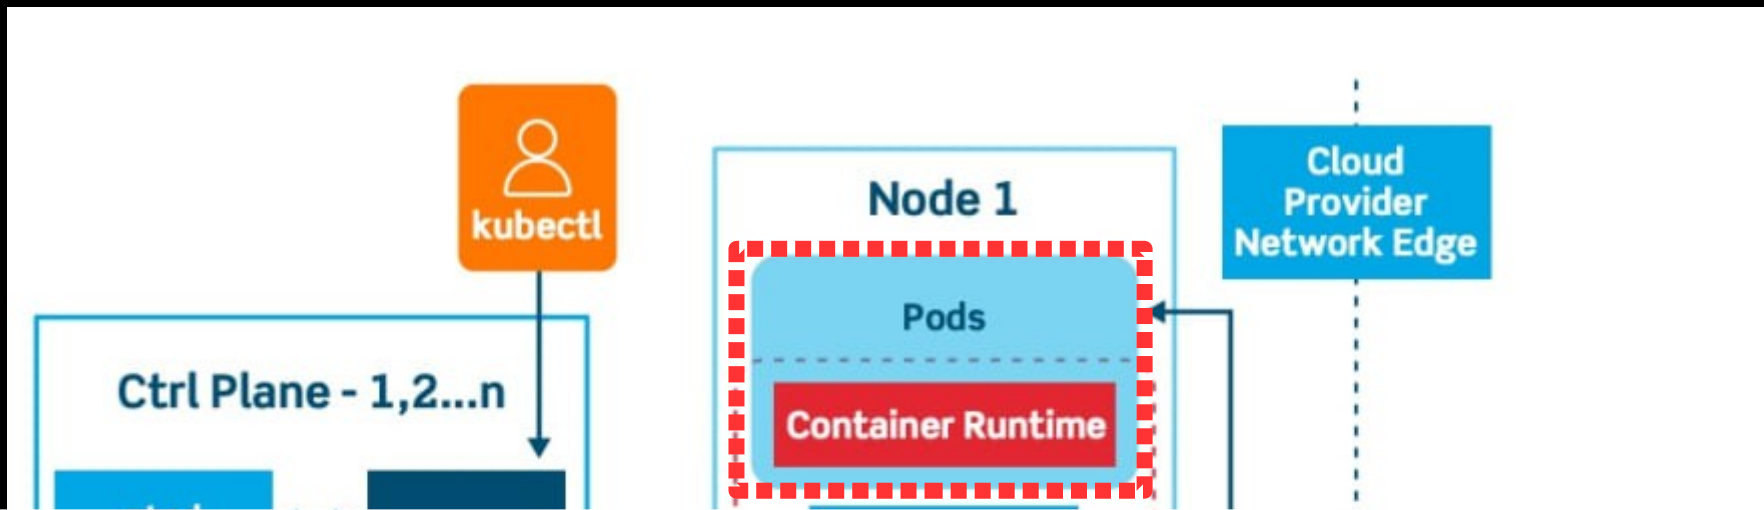 kubectl
Node 1
Cloud
Provider
Network Edge
Pods
Ctrl Plane - 1,2...n
Container Runtime